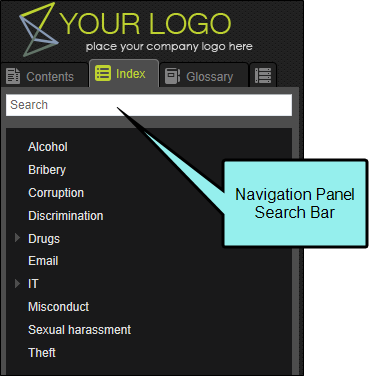 YOUR LOGO
place your company logo here
Contents
Index
Glossary
Search
Alcohol
Bribery
Corruption
Discrimination
Drugs
Email
IT
Misconduct
Sexual harassment
Theft
Navigation Panel
Search Bar